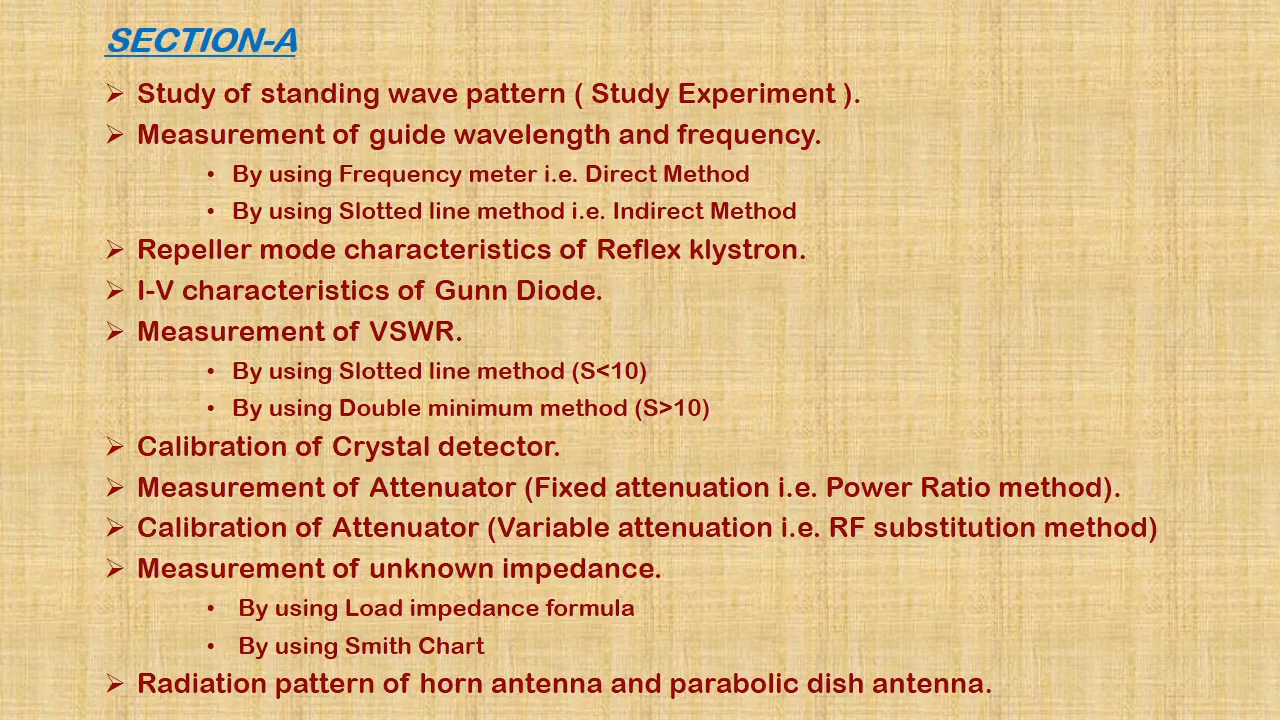 SECTION-A
➢ Study of standing wave pattern ( Study Experiment ).
➢ Measurement of guide wavelength and frequency.
• By using Frequency meter i.e. Direct Method
• By using Slotted line method i.e. Indirect Method
➢ Repeller mode characteristics of Reflex klystron.
➢ I-V characteristics of Gunn Diode.
➢ Measurement of VSWR.
• By using Slotted line method (S<10)
• By using Double minimum method (S>10)
➢ Calibration of Crystal detector.
➢ Measurement of Attenuator (Fixed attenuation i.e. Power Ratio method).
➢ Calibration of Attenuator (Variable attenuation i.e. RF substitution method)
➢ Measurement of unknown impedance.
• By using Load impedance formula
• By using Smith Chart
➢ Radiation pattern of horn antenna and parabolic dish antenna.